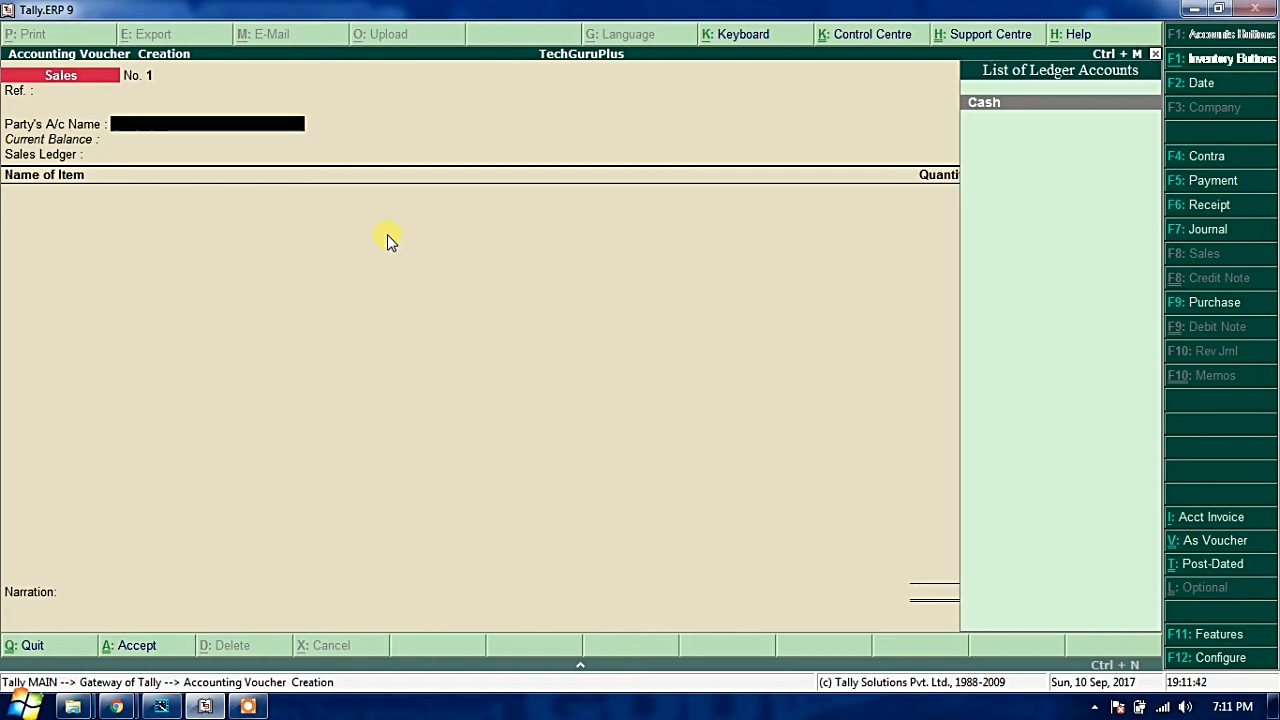 Tally.ERP 9
P: Print
E: Export
M: E-Mail
O: Upload
G: Language
K: Keyboard
K: Control Centre
H: Support Centre
H: Help
F1: Accounts Buttons
F1: Inventory Buttons
Accounting Voucher Creation
TechGuruPlus
Ctrl + M
Sales No. 1
Ref. :
Party's A/c Name :
Current Balance :
Sales Ledger :
Name of Item
Quanti
List of Ledger Accounts
Cash
F2: Date
F3: Company
F4: Contra
F5: Payment
F6: Receipt
F7: Journal
F8: Sales
F8: Credit Note
F9: Purchase
F9: Debit Note
F10: Rev Jrnl
F10: Memos
I: Acct Invoice
V: As Voucher
T: Post-Dated
L: Optional
F11: Features
F12: Configure
Narration:
Q: Quit
A: Accept
D: Delete
X: Cancel
Ctrl + N
Tally MAIN --> Gateway of Tally --> Accounting Voucher Creation
(c) Tally Solutions Pvt. Ltd., 1988-2009
Sun, 10 Sep, 2017
19:11:42
7:11 PM